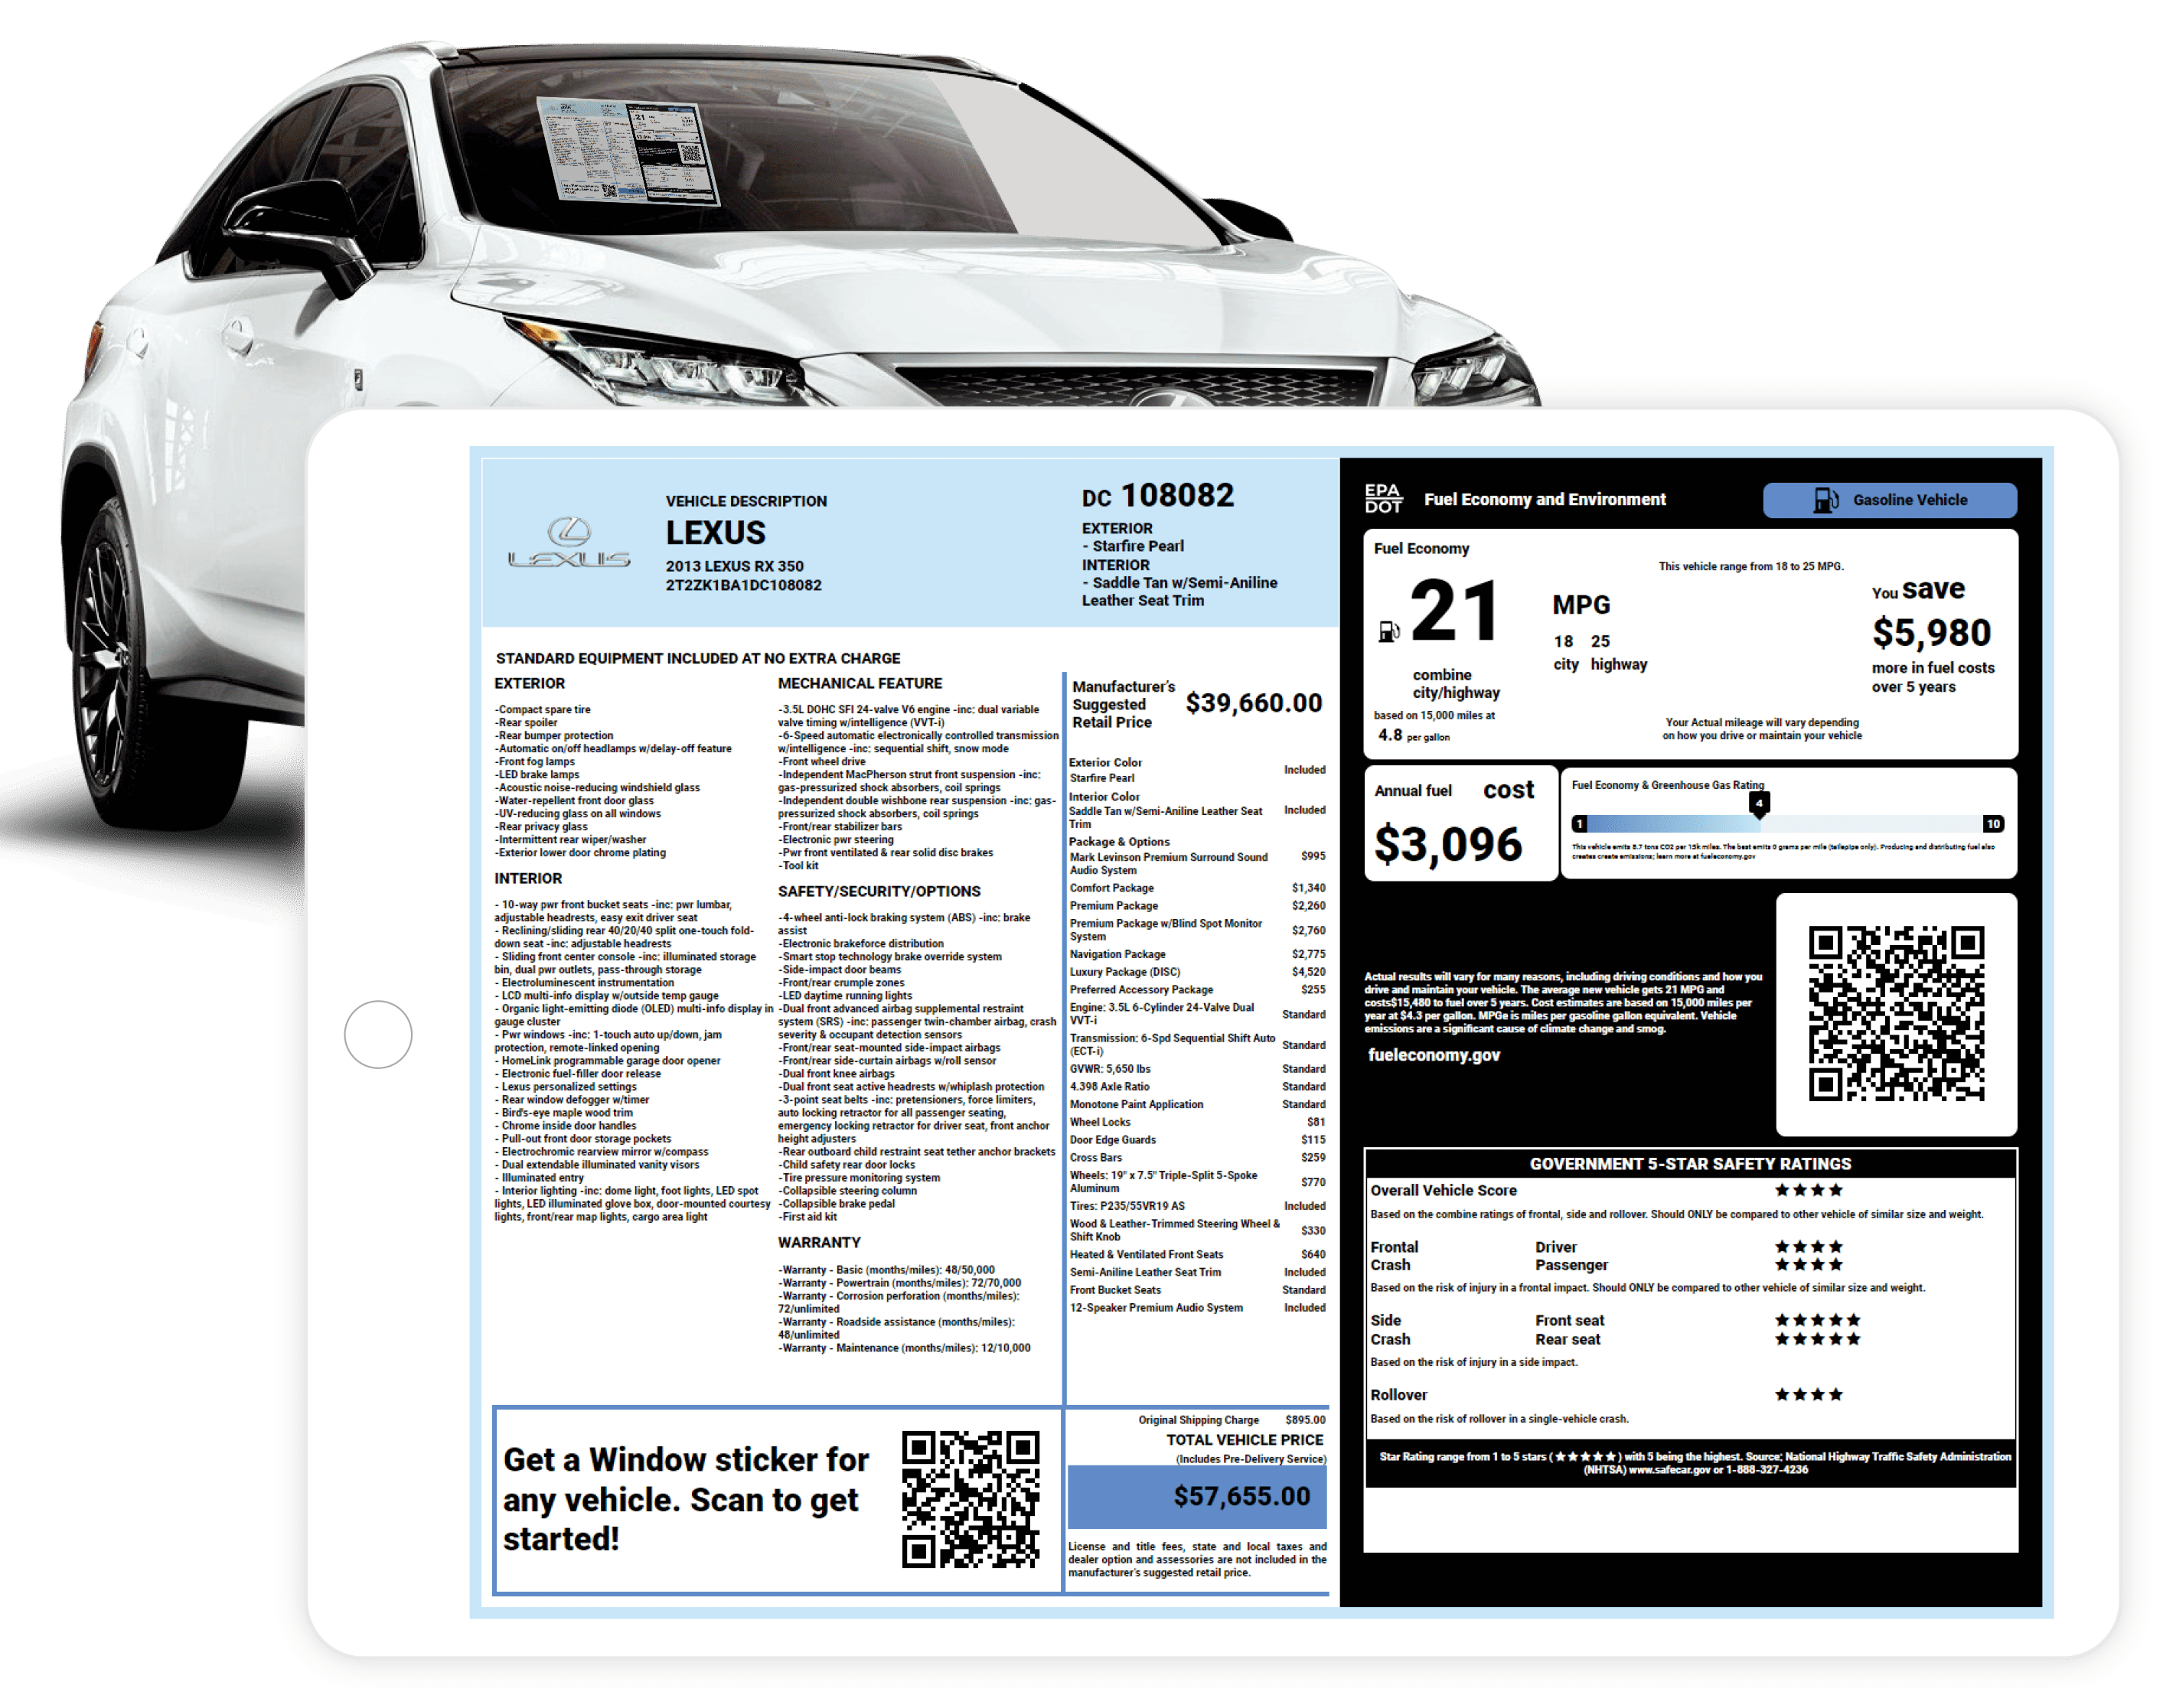 LEXUS
VEHICLE DESCRIPTION
LEXUS
2013 LEXUS RX 350
2T2ZK1BA1DC108082
DC 108082
EXTERIOR
- Starfire Pearl
INTERIOR
- Saddle Tan w/Semi-Aniline
Leather Seat Trim
STANDARD EQUIPMENT INCLUDED AT NO EXTRA CHARGE
EXTERIOR
-Compact spare tire
-Rear spoiler
-Rear bumper protection
-Automatic on/off headlamps w/delay-off feature
-Front fog lamps
-LED brake lamps
-Acoustic noise-reducing windshield glass
-Water-repellent front door glass
-UV-reducing glass on all windows
-Rear privacy glass
-Intermittent rear wiper/washer
-Exterior lower door chrome plating
INTERIOR
- 10-way pwr front bucket seats -inc: pwr lumbar,
adjustable headrests, easy exit driver seat
- Reclining/sliding rear 40/20/40 split one-touch fold-
down seat -inc: adjustable headrests
- Sliding front center console -inc: illuminated storage
bin, dual pwr outlets, pass-through storage
- Electroluminescent instrumentation
- LCD multi-info display w/outside temp gauge
- Organic light-emitting diode (OLED) multi-info display in
gauge cluster
- Pwr windows -inc: 1-touch auto up/down, jam
protection, remote-linked opening
- HomeLink programmable garage door opener
- Electronic fuel-filler door release
- Lexus personalized settings
- Rear window defogger w/timer
- Bird's-eye maple wood trim
- Chrome inside door handles
- Pull-out front door storage pockets
- Electrochromic rearview mirror w/compass
- Dual extendable illuminated vanity visors
- Illuminated entry
- Interior lighting -inc: dome light, foot lights, LED spot
lights, LED illuminated glove box, door-mounted courtesy
lights, front/rear map lights, cargo area light
MECHANICAL FEATURE
-3.5L DOHC SFI 24-valve V6 engine -inc: dual variable
valve timing w/intelligence (VVT-i)
-6-Speed automatic electronically controlled transmission
w/intelligence -inc: sequential shift, snow mode
-Front wheel drive
-Independent MacPherson strut front suspension -inc:
gas-pressurized shock absorbers, coil springs
-Independent double wishbone rear suspension -inc: gas-
pressurized shock absorbers, coil springs
-Front/rear stabilizer bars
-Electronic pwr steering
-Pwr front ventilated & rear solid disc brakes
-Tool kit
SAFETY/SECURITY/OPTIONS
-4-wheel anti-lock braking system (ABS) -inc: brake
assist
-Electronic brakeforce distribution
-Smart stop technology brake override system
-Side-impact door beams
-Front/rear crumple zones
-LED daytime running lights
-Dual front advanced airbag supplemental restraint
system (SRS) -inc: passenger twin-chamber airbag, crash
severity & occupant detection sensors
-Front/rear seat-mounted side-impact airbags
-Front/rear side-curtain airbags w/roll sensor
-Dual front knee airbags
-Dual front seat active headrests w/whiplash protection
-3-point seat belts -inc: pretensioners, force limiters,
auto locking retractor for all passenger seating,
emergency locking retractor for driver seat, front anchor
height adjusters
-Rear outboard child restraint seat tether anchor brackets
-Child safety rear door locks
-Tire pressure monitoring system
-Collapsible steering column
-Collapsible brake pedal
-First aid kit
WARRANTY
-Warranty - Basic (months/miles): 48/50,000
-Warranty - Powertrain (months/miles): 72/70,000
-Warranty - Corrosion perforation (months/miles):
72/unlimited
-Warranty - Roadside assistance (months/miles):
48/unlimited
-Warranty - Maintenance (months/miles): 12/10,000
Manufacturer's
Suggested
Retail Price
$39,660.00
Exterior Color
Starfire Pearl Included
Interior Color
Saddle Tan w/Semi-Aniline Leather Seat
Trim Included
Package & Options
Mark Levinson Premium Surround Sound
Audio System $995
Comfort Package $1,340
Premium Package $2,260
Premium Package w/Blind Spot Monitor
System $2,760
Navigation Package $2,775
Luxury Package (DISC) $4,520
Preferred Accessory Package $255
Engine: 3.5L 6-Cylinder 24-Valve Dual
VVT-i Standard
Transmission: 6-Spd Sequential Shift Auto
(ECT-i) Standard
GVWR: 5,650 lbs Standard
4.398 Axle Ratio Standard
Monotone Paint Application Standard
Wheel Locks $81
Door Edge Guards $115
Cross Bars $259
Wheels: 19" x 7.5" Triple-Split 5-Spoke
Aluminum $770
Tires: P235/55VR19 AS Included
Wood & Leather-Trimmed Steering Wheel &
Shift Knob $330
Heated & Ventilated Front Seats $640
Semi-Aniline Leather Seat Trim Included
Front Bucket Seats Standard
12-Speaker Premium Audio System Included
Original Shipping Charge $895.00
TOTAL VEHICLE PRICE
(Includes Pre-Delivery Service)
$57,655.00
License and title fees, state and local taxes and
dealer option and assessories are not included in the
manufacturer's suggested retail price.
Get a Window sticker for
any vehicle. Scan to get
started!
EPA
DOT
Fuel Economy and Environment
Gasoline Vehicle
Fuel Economy
This vehicle range from 18 to 25 MPG.
21
MPG
18 25
city highway
combine
city/highway
based on 15,000 miles at
4.8 per gallon
You save
$5,980
more in fuel costs
over 5 years
Your Actual mileage will vary depending
on how you drive or maintain your vehicle
Annual fuel cost
$3,096
Fuel Economy & Greenhouse Gas Rating
4
1
10
This vehicle emits 8.7 tons CO2 per 15k miles. The best emits 0 grams per mile (tailpipe only). Producing and distributing fuel also
creates create emissions; learn more at fueleconomy.gov
Actual results will vary for many reasons, including driving conditions and how you
drive and maintain your vehicle. The average new vehicle gets 21 MPG and
costs$15,480 to fuel over 5 years. Cost estimates are based on 15,000 miles per
year at $4.3 per gallon. MPGe is miles per gasoline gallon equivalent. Vehicle
emissions are a significant cause of climate change and smog.
fueleconomy.gov
GOVERNMENT 5-STAR SAFETY RATINGS
Overall Vehicle Score ★★★★
Based on the combine ratings of frontal, side and rollover. Should ONLY be compared to other vehicle of similar size and weight.
Frontal Driver ★★★★
Crash Passenger ★★★★
Based on the risk of injury in a frontal impact. Should ONLY be compared to other vehicle of similar size and weight.
Side Front seat ★★★★★
Crash Rear seat ★★★★★
Based on the risk of injury in a side impact.
Rollover ★★★★
Based on the risk of rollover in a single-vehicle crash.
Star Rating range from 1 to 5 stars (★★★★★) with 5 being the highest. Source: National Highway Traffic Safety Administration
(NHTSA) www.safecar.gov or 1-888-327-4236